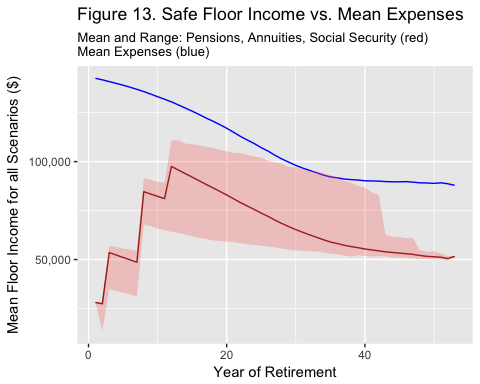 Figure 13. Safe Floor Income vs. Mean Expenses
Mean and Range: Pensions, Annuities, Social Security (red)
Mean Expenses (blue)
Mean Floor Income for all Scenarios ($)
100,000
50,000
0
20
40
Year of Retirement